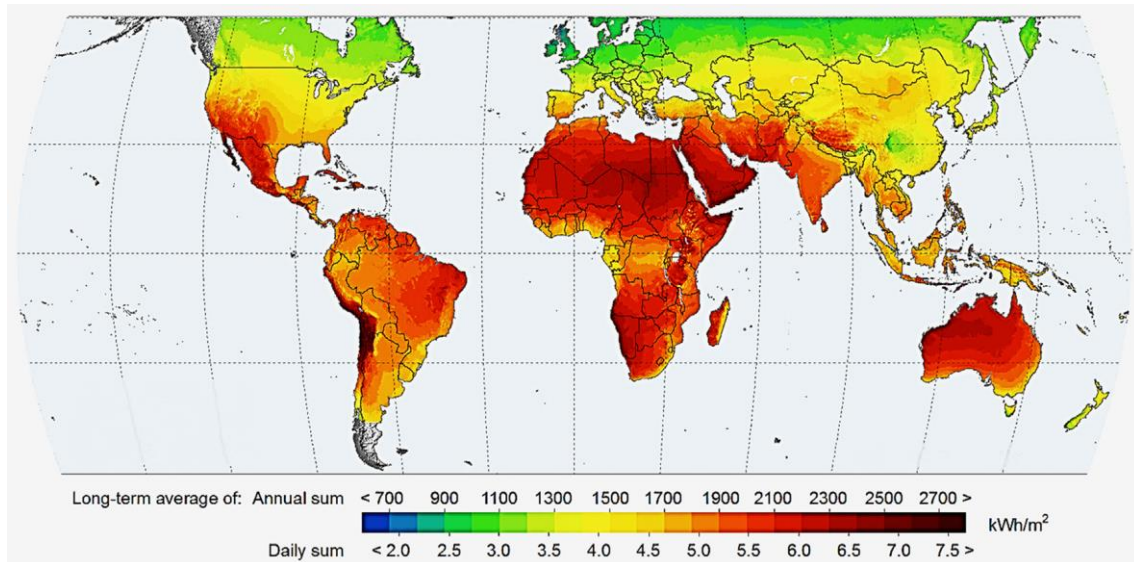 Long-term average of: Annual sum < 700 900 1100 1300 1500 1700 1900 2100 2300 2500 2700 >
kWh/m²
Daily sum < 2.0 2.5 3.0 3.5 4.0 4.5 5.0 5.5 6.0 6.5 7.0 7.5 >